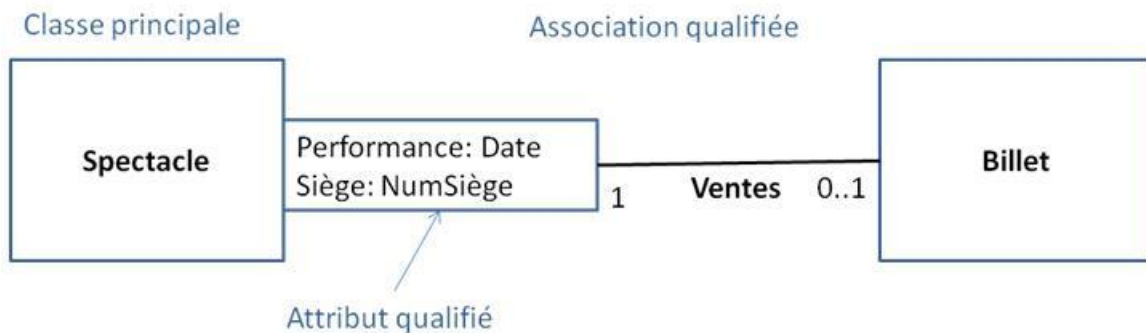 Classe principale
Association qualifiée
Spectacle
Performance: Date
Siège: NumSiège
1
Ventes
0..1
Billet
Attribut qualifié